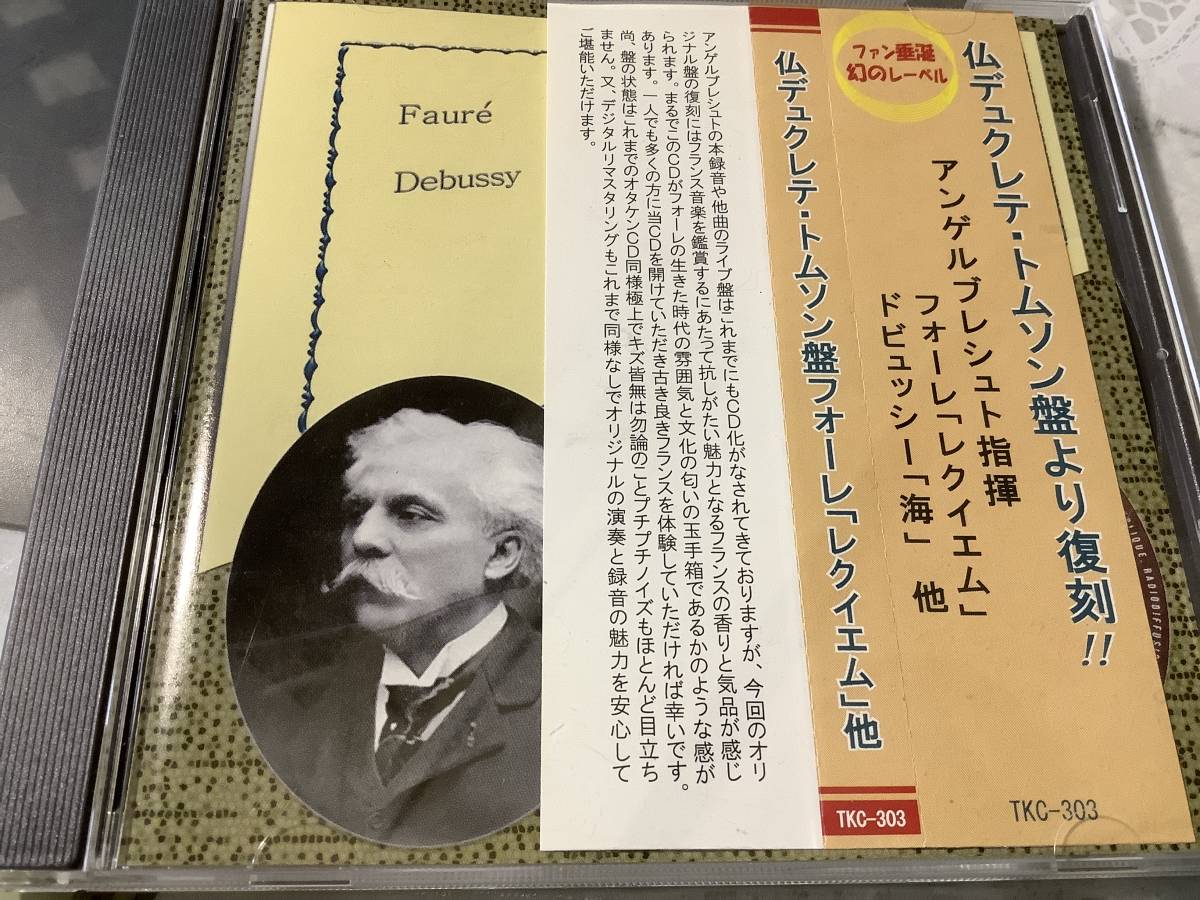 Fauré
Debussy
仏デュクレテ・トムソン盤より復刻!!
アンゲルブレシュト指揮
フォーレ「レクイエム」
ドビュッシー「海」 他
ファン垂涎
幻のレーベル
TKC-303
仏デュクレテ・トムソン盤フォーレ「レクイエム」他
TKC-303
アンゲルブレシュトの本録音や他曲のライブ盤はこれまでにもCD化がなされてきておりますが、今回のオリ
ジナル盤の復刻にはフランス音楽を鑑賞するにあたって抗しがたい魅力となるフランスの香りと気品が感じ
られます。まるでこのCDがフォーレの生きた時代の雰囲気と文化の匂いの玉手箱であるかのような感が
あります。一人でも多くの方に当CDを開けていただき古き良きフランスを体験していただければ幸いです。
尚、盤の状態はこれまでのオタケンCD同様極上でキズ皆無は勿論のことプチプチノイズもほとんど目立ち
ません。又、デジタルリマスタリングもこれまで同様なしでオリジナルの演奏と録音の魅力を安心して
ご堪能いただけます。
IQUE. RADIODIFFUS